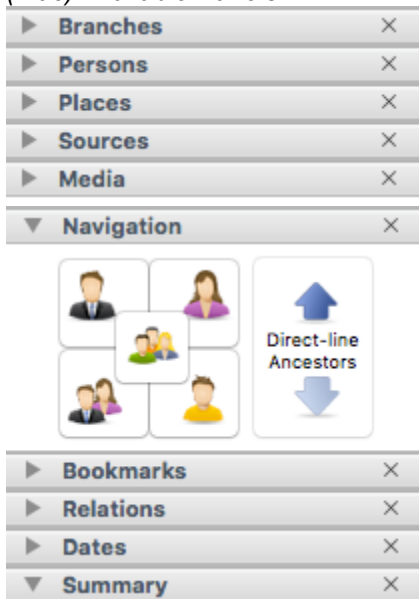 Branches
Persons
Places
Sources
Media
Navigation
Direct-line
Ancestors
Bookmarks
Relations
Dates
Summary